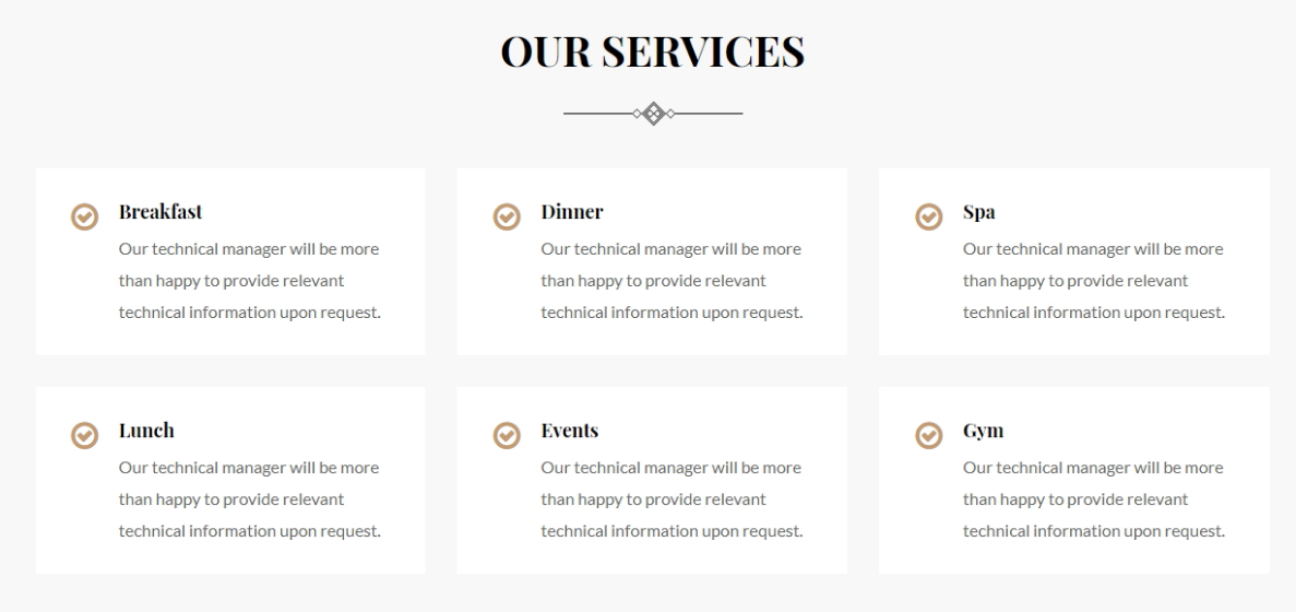 OUR SERVICES
Breakfast
Our technical manager will be more
than happy to provide relevant
technical information upon request.
Dinner
Our technical manager will be more
than happy to provide relevant
technical information upon request.
Spa
Our technical manager will be more
than happy to provide relevant
technical information upon request.
Lunch
Our technical manager will be more
than happy to provide relevant
technical information upon request.
Events
Our technical manager will be more
than happy to provide relevant
technical information upon request.
Gym
Our technical manager will be more
than happy to provide relevant
technical information upon request.